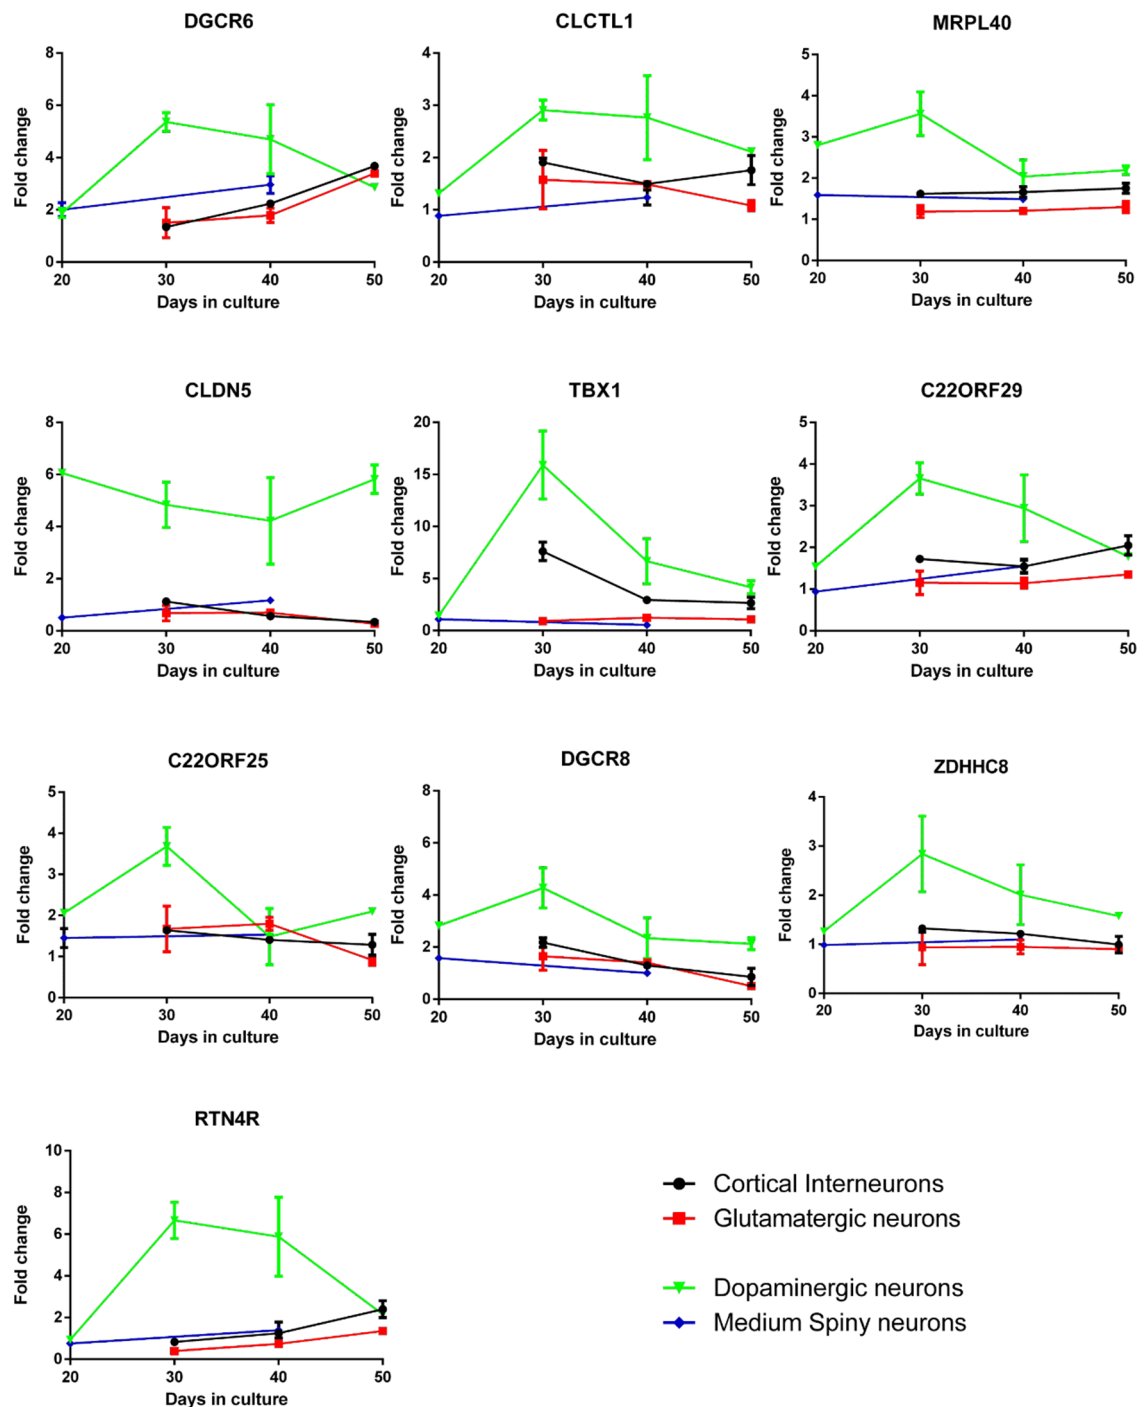 DGCR6
CLCTL1
MRPL40
Fold change
8
6
4
2
0
20
30
40
50
Days in culture
Fold change
4
3
2
1
0
20
30
40
50
Days in culture
Fold change
5
4
3
2
1
0
20
30
40
50
Days in culture
CLDN5
TBX1
C22ORF29
Fold change
8
6
4
2
0
20
30
40
50
Days in culture
Fold change
20
15
10
5
0
20
30
40
50
Days in culture
Fold change
5
4
3
2
1
0
20
30
40
50
Days in culture
C22ORF25
DGCR8
ZDHHC8
Fold change
5
4
3
2
1
0
20
30
40
50
Days in culture
Fold change
8
6
4
2
0
20
30
40
50
Days in culture
Fold change
4
3
2
1
0
20
30
40
50
Days in culture
RTN4R
Fold change
10
8
6
4
2
0
20
30
40
50
Days in culture
Cortical Interneurons
Glutamatergic neurons
Dopaminergic neurons
Medium Spiny neurons